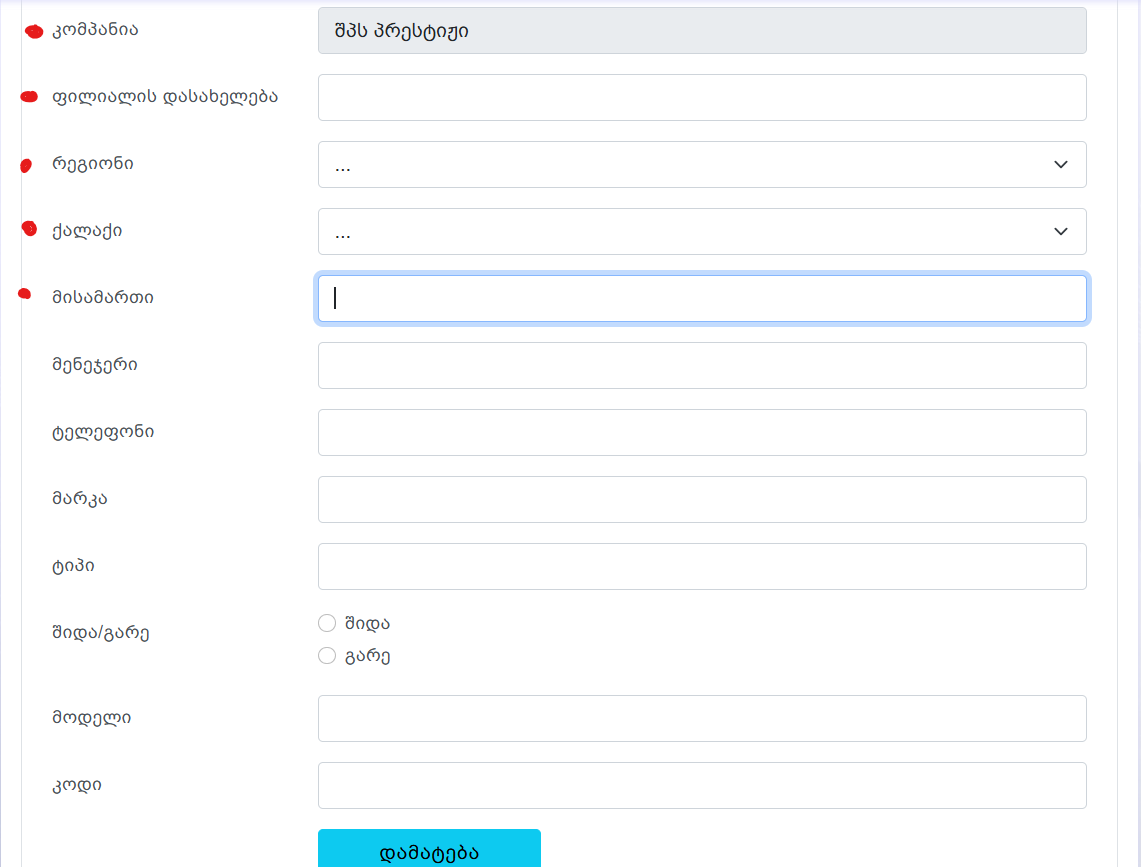 კომპანია შპს პრესტიჟი
ფილიალის დასახელება
რეგიონი ...
ქალაქი ...
მისამართი
მენეჯერი
ტელეფონი
მარკა
ტიპი
შიდა/გარე
შიდა
გარე
მოდელი
კოდი
დამატება